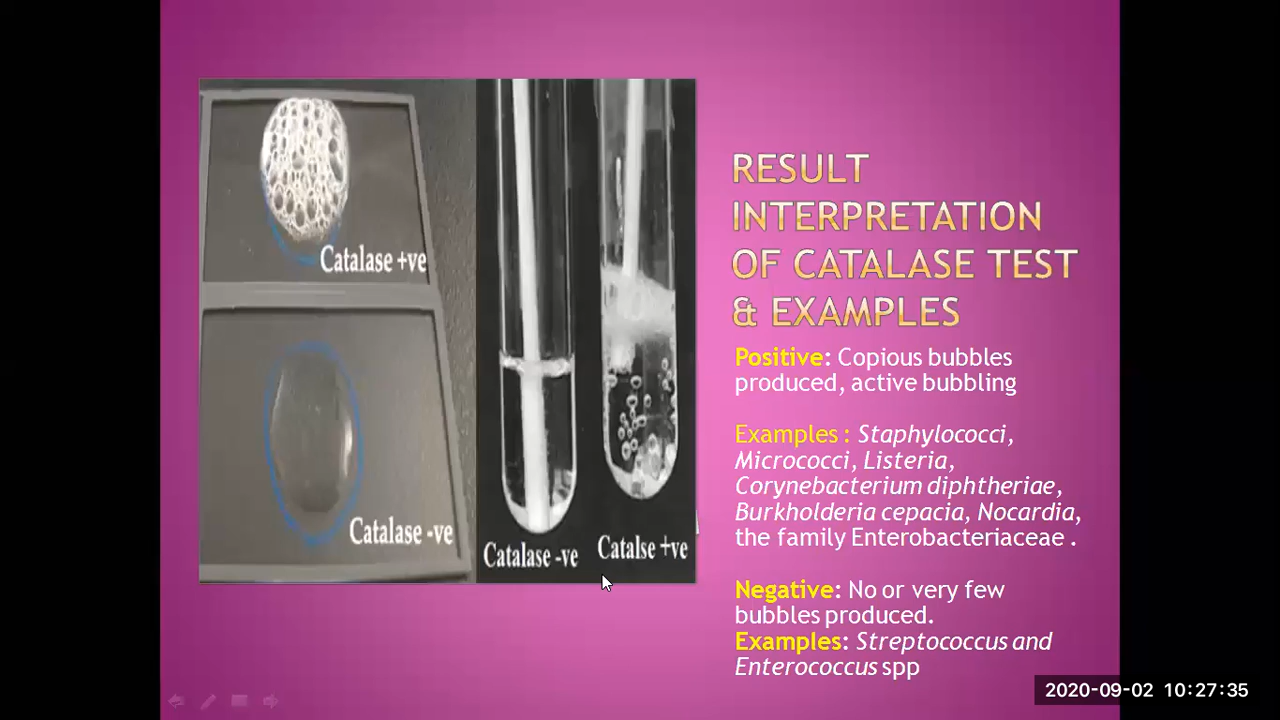 Catalase +ve
Catalase -ve
Catalase -ve
Catalse +ve
RESULT
INTERPRETATION
OF CATALASE TEST
& EXAMPLES
Positive: Copious bubbles
produced, active bubbling
Examples : Staphylococci,
Micrococci, Listeria,
Corynebacterium diphtheriae,
Burkholderia cepacia, Nocardia,
the family Enterobacteriaceae .
Negative: No or very few
bubbles produced.
Examples: Streptococcus and
Enterococcus spp
2020-09-02 10:27:35